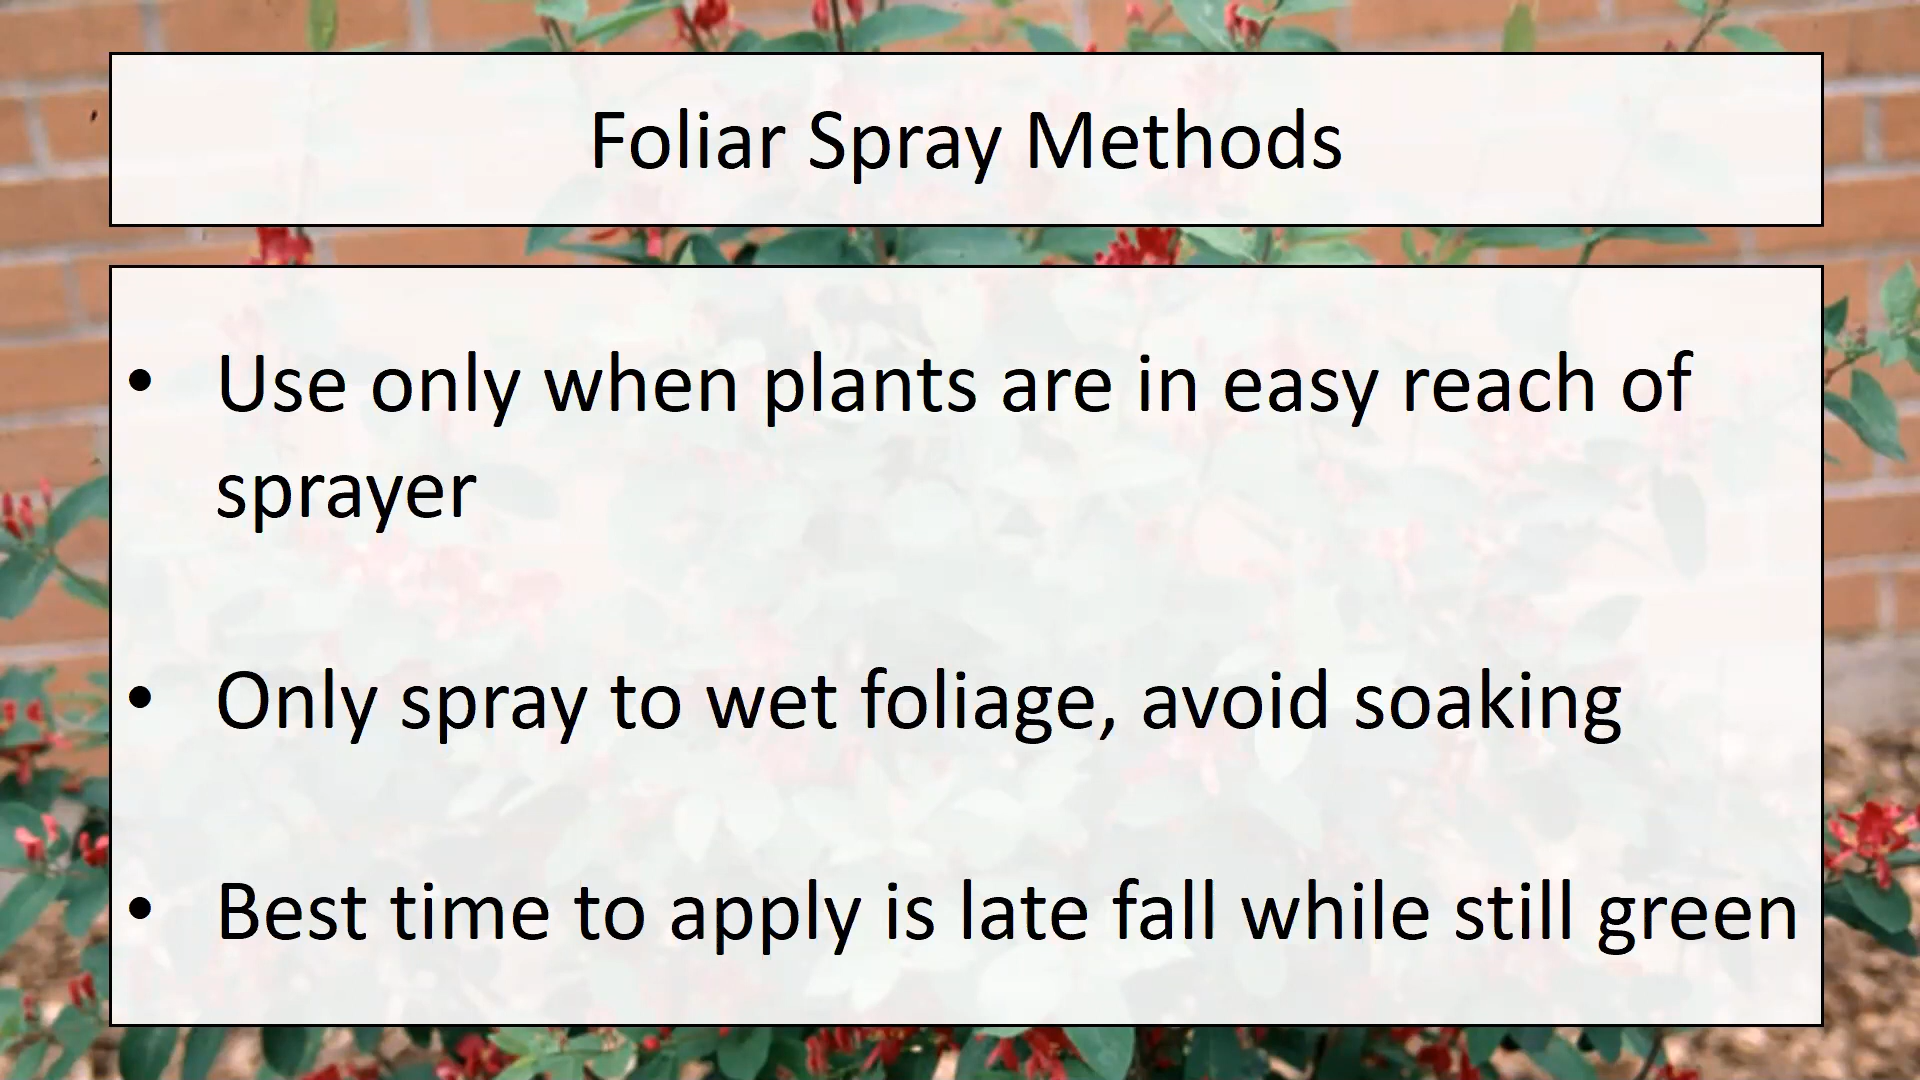 Foliar Spray Methods
• Use only when plants are in easy reach of
sprayer
• Only spray to wet foliage, avoid soaking
• Best time to apply is late fall while still green